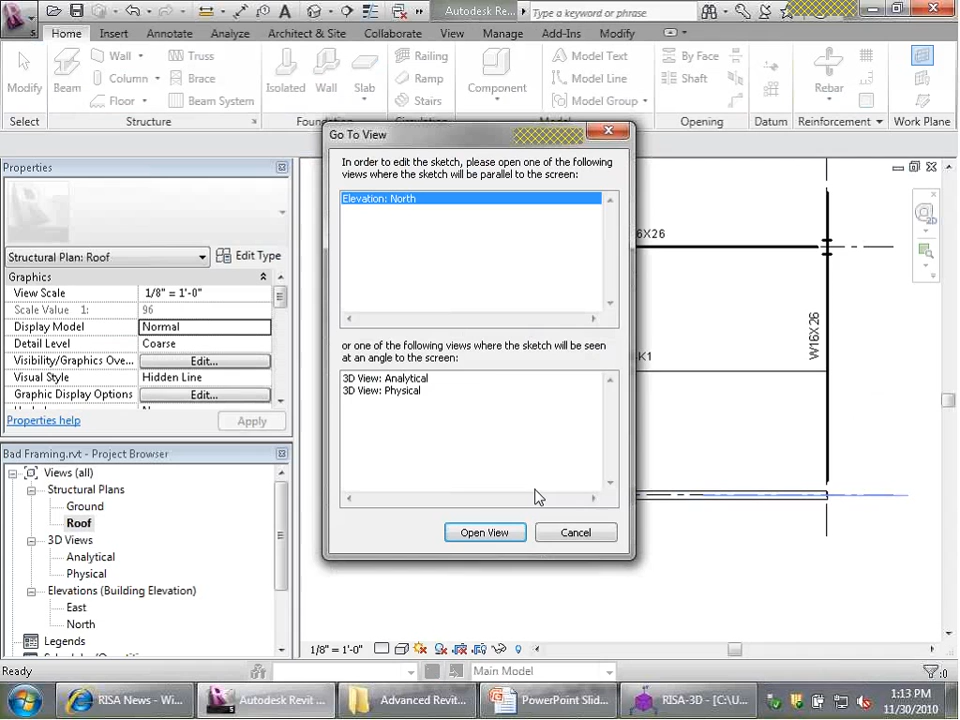 Autodesk Re...
Type a keyword or phrase
Home Insert Annotate Analyze Architect & Site Collaborate View Manage Add-Ins Modify
Modify
Beam
Wall
Column
Floor
Truss
Brace
Beam System
Isolated
Wall
Slab
Railing
Ramp
Stairs
Component
Model Text
Model Line
Model Group
By Face
Shaft
Rebar
Select
Structure
Opening
Datum
Reinforcement
Work Plane
Properties
Structural Plan: Roof
Edit Type
Graphics
View Scale 1/8" = 1'-0"
Scale Value 1: 96
Display Model Normal
Detail Level Coarse
Visibility/Graphics Ove... Edit...
Visual Style Hidden Line
Graphic Display Options Edit...
Properties help
Apply
Bad Framing.rvt - Project Browser
Views (all)
Structural Plans
Ground
Roof
3D Views
Analytical
Physical
Elevations (Building Elevation)
East
North
Legends
Go To View
In order to edit the sketch, please open one of the following
views where the sketch will be parallel to the screen:
Elevation: North
or one of the following views where the sketch will be seen
at an angle to the screen:
3D View: Analytical
3D View: Physical
Open View
Cancel
6X26
K1
W16X26
2D
1/8" = 1'-0"
Ready
Main Model
:0
RISA News - Wi...
Autodesk Revit...
Advanced Revit...
PowerPoint Slid...
RISA-3D - [C:\U...
1:13 PM
11/30/2010